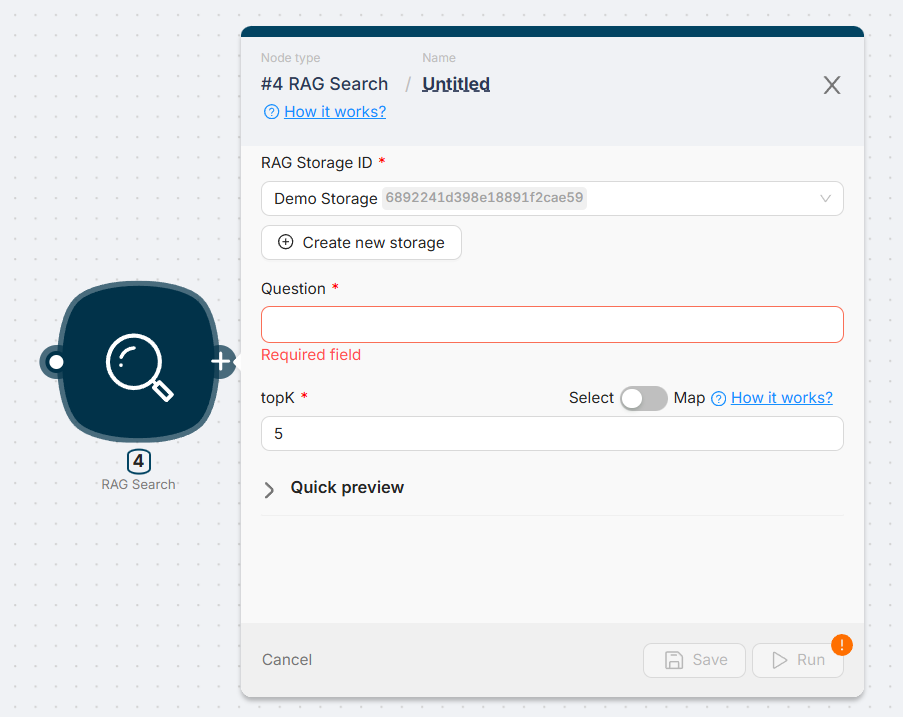 Node type Name
#4 RAG Search / Untitled
How it works?
RAG Storage ID *
Demo Storage 6892241d398e18891f2cae59
Create new storage
Question *
Required field
topK * Select Map How it works?
5
Quick preview
4
RAG Search
Cancel Save Run !